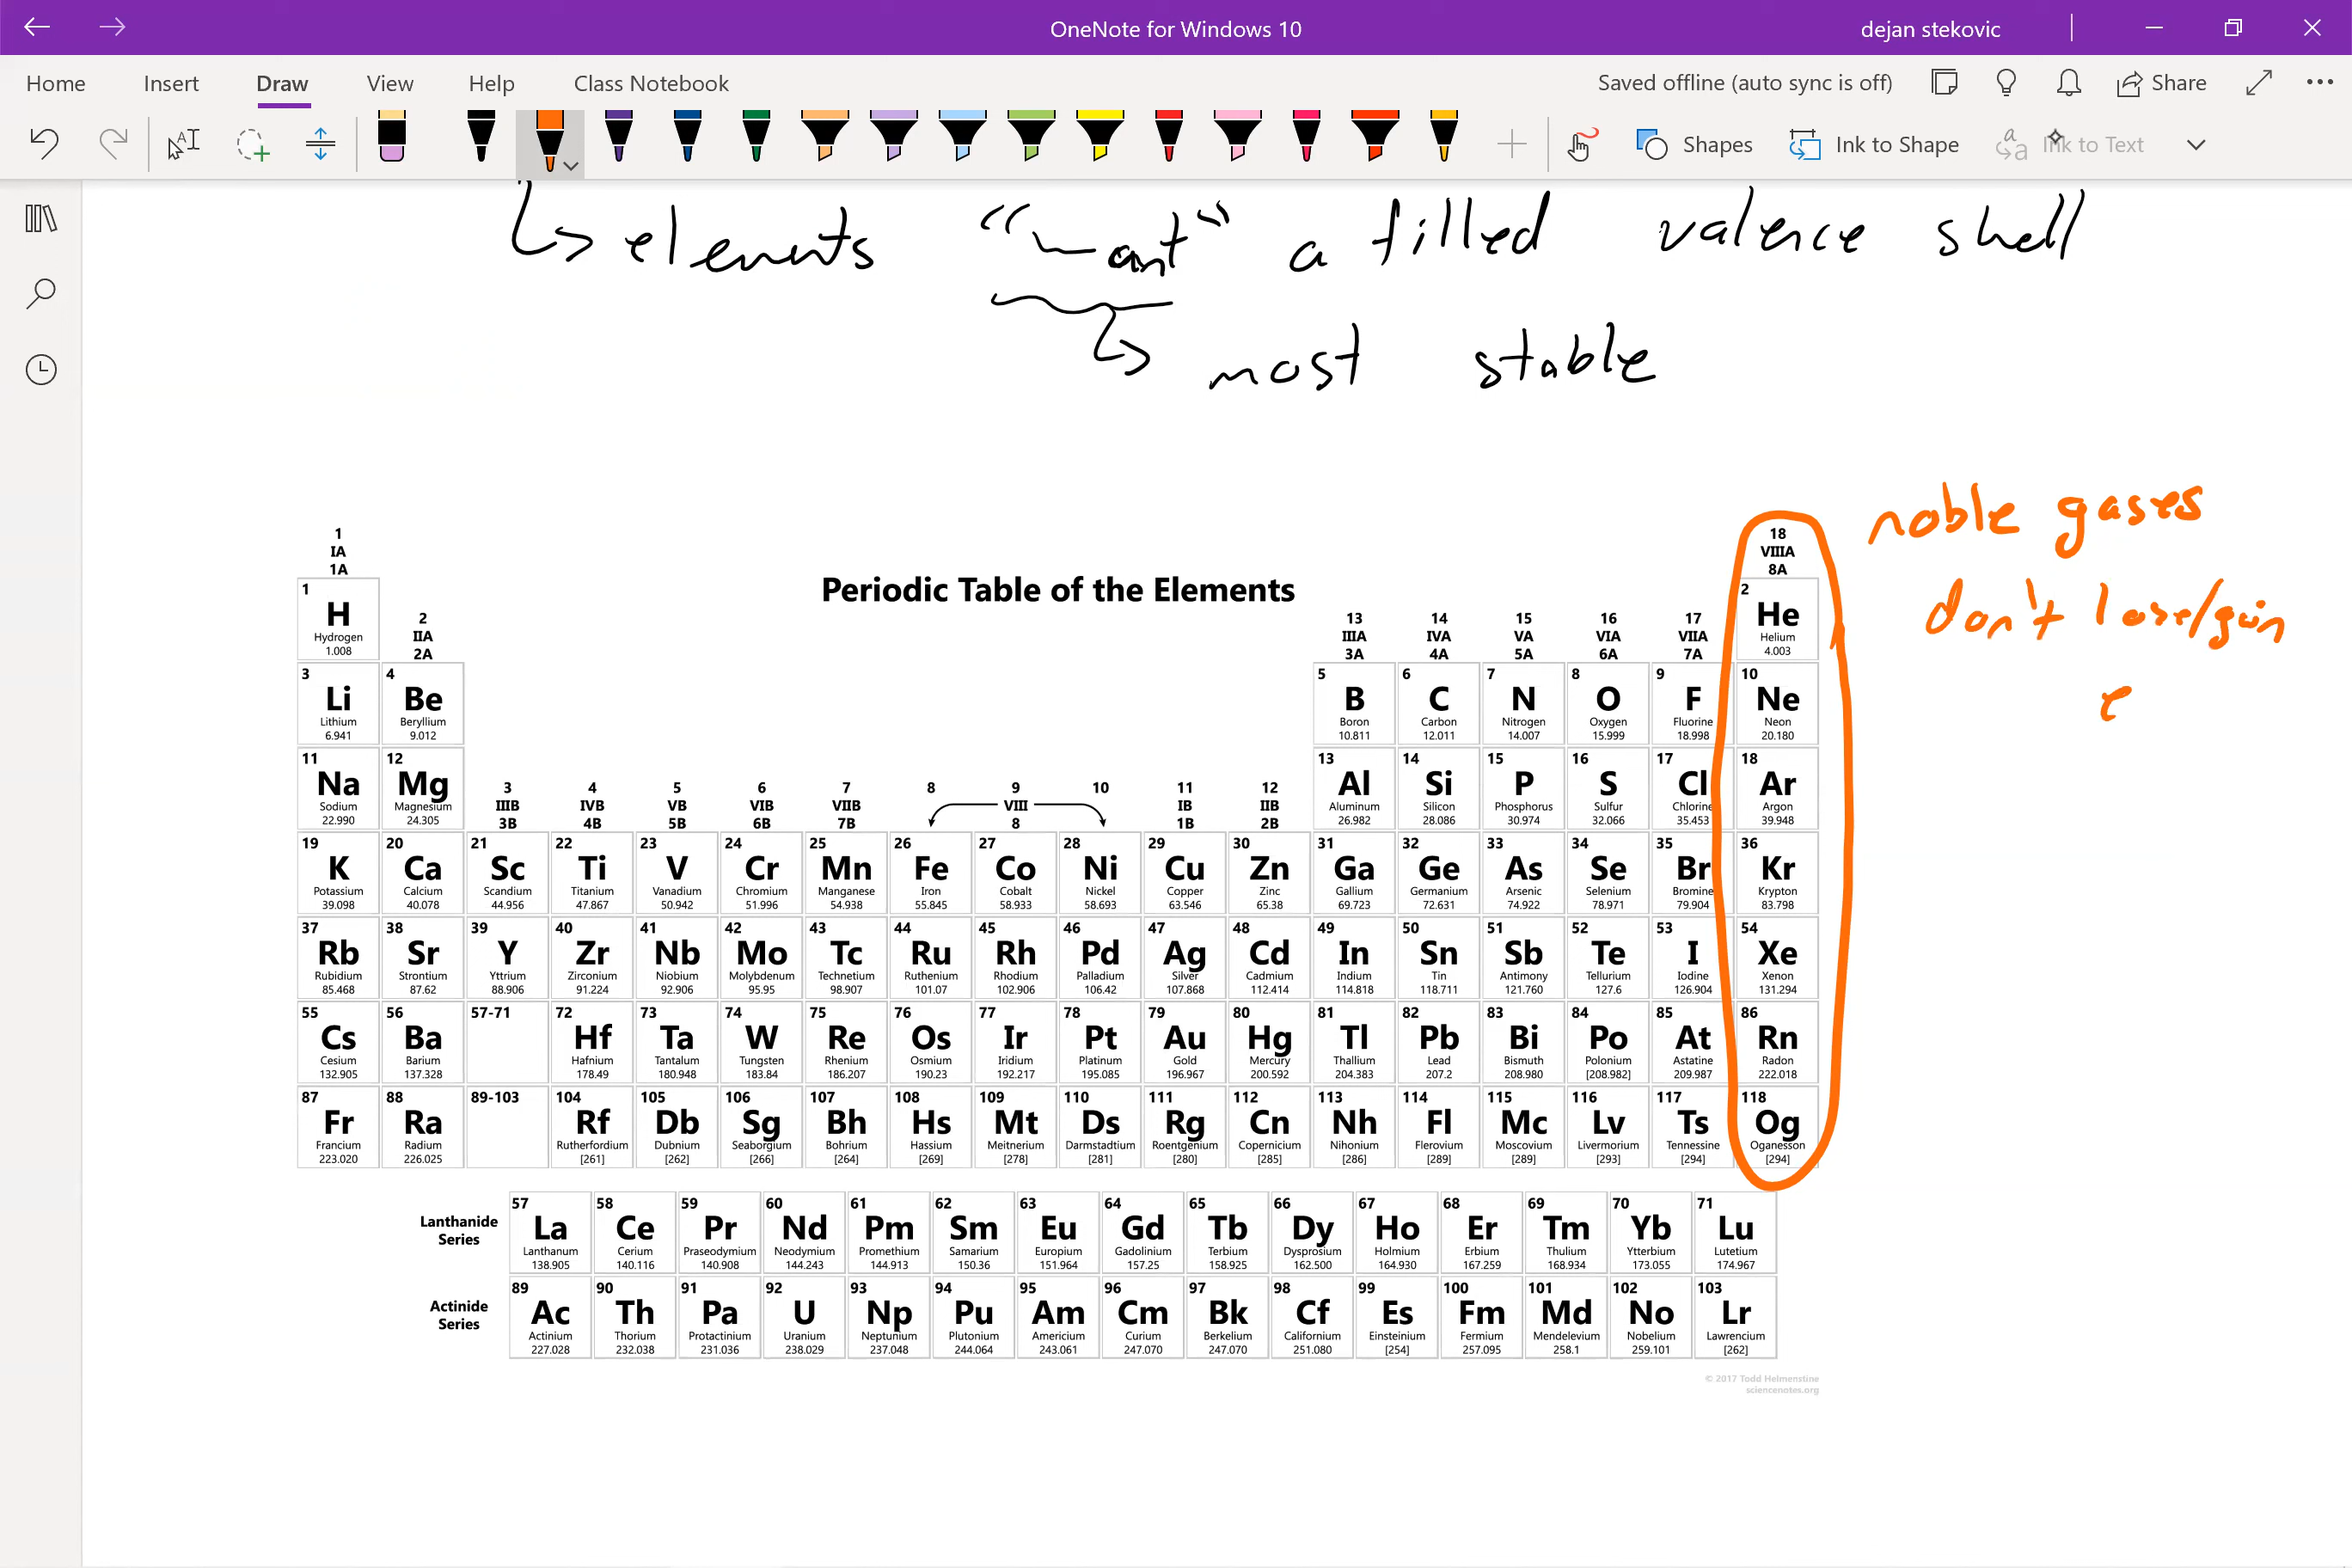 OneNote for Windows 10
dejan stekovic
Home Insert Draw View Help Class Notebook
Saved offline (auto sync is off) Share
Shapes Ink to Shape Ink to Text
elements "want" a filled valence shell
most stable
noble gases
don't lose/gain
e
Periodic Table of the Elements
1 18
IA VIIIA
1A 8A
1 2
H He
Hydrogen Helium
1.008 4.003
2 13 14 15 16 17
IIA IIIA IVA VA VIA VIIA
2A 3A 4A 5A 6A 7A
3 4 5 6 7 8 9 10
Li Be B C N O F Ne
Lithium Beryllium Boron Carbon Nitrogen Oxygen Fluorine Neon
6.941 9.012 10.811 12.011 14.007 15.999 18.998 20.180
11 12 13 14 15 16 17 18
Na Mg Al Si P S Cl Ar
Sodium Magnesium Aluminum Silicon Phosphorus Sulfur Chlorine Argon
22.990 24.305 26.982 28.086 30.974 32.066 35.453 39.948
3 4 5 6 7 8 9 10 11 12
IIIB IVB VB VIB VIIB VIII IB IIB
3B 4B 5B 6B 7B 8 1B 2B
19 20 21 22 23 24 25 26 27 28 29 30 31 32 33 34 35 36
K Ca Sc Ti V Cr Mn Fe Co Ni Cu Zn Ga Ge As Se Br Kr
Potassium Calcium Scandium Titanium Vanadium Chromium Manganese Iron Cobalt Nickel Copper Zinc Gallium Germanium Arsenic Selenium Bromine Krypton
39.098 40.078 44.956 47.867 50.942 51.996 54.938 55.845 58.933 58.693 63.546 65.38 69.723 72.631 74.922 78.971 79.904 83.798
37 38 39 40 41 42 43 44 45 46 47 48 49 50 51 52 53 54
Rb Sr Y Zr Nb Mo Tc Ru Rh Pd Ag Cd In Sn Sb Te I Xe
Rubidium Strontium Yttrium Zirconium Niobium Molybdenum Technetium Ruthenium Rhodium Palladium Silver Cadmium Indium Tin Antimony Tellurium Iodine Xenon
85.468 87.62 88.906 91.224 92.906 95.95 98.907 101.07 102.906 106.42 107.868 112.414 114.818 118.711 121.760 127.6 126.904 131.294
55 56 57-71 72 73 74 75 76 77 78 79 80 81 82 83 84 85 86
Cs Ba Hf Ta W Re Os Ir Pt Au Hg Tl Pb Bi Po At Rn
Cesium Barium Hafnium Tantalum Tungsten Rhenium Osmium Iridium Platinum Gold Mercury Thallium Lead Bismuth Polonium Astatine Radon
132.905 137.328 178.49 180.948 183.84 186.207 190.23 192.217 195.085 196.967 200.592 204.383 207.2 208.980 [208.982] 209.987 222.018
87 88 89-103 104 105 106 107 108 109 110 111 112 113 114 115 116 117 118
Fr Ra Rf Db Sg Bh Hs Mt Ds Rg Cn Nh Fl Mc Lv Ts Og
Francium Radium Rutherfordium Dubnium Seaborgium Bohrium Hassium Meitnerium Darmstadtium Roentgenium Copernicium Nihonium Flerovium Moscovium Livermorium Tennessine Oganesson
223.020 226.025 [261] [262] [266] [264] [269] [278] [281] [280] [285] [286] [289] [289] [293] [294] [294]
Lanthanide
Series
57 58 59 60 61 62 63 64 65 66 67 68 69 70 71
La Ce Pr Nd Pm Sm Eu Gd Tb Dy Ho Er Tm Yb Lu
Lanthanum Cerium Praseodymium Neodymium Promethium Samarium Europium Gadolinium Terbium Dysprosium Holmium Erbium Thulium Ytterbium Lutetium
138.905 140.116 140.908 144.243 144.913 150.36 151.964 157.25 158.925 162.500 164.930 167.259 168.934 173.055 174.967
Actinide
Series
89 90 91 92 93 94 95 96 97 98 99 100 101 102 103
Ac Th Pa U Np Pu Am Cm Bk Cf Es Fm Md No Lr
Actinium Thorium Protactinium Uranium Neptunium Plutonium Americium Curium Berkelium Californium Einsteinium Fermium Mendelevium Nobelium Lawrencium
227.028 232.038 231.036 238.029 237.048 244.064 243.061 247.070 247.070 251.080 [254] 257.095 258.1 259.101 [262]
© 2017 Todd Helmenstine
sciencenotes.org